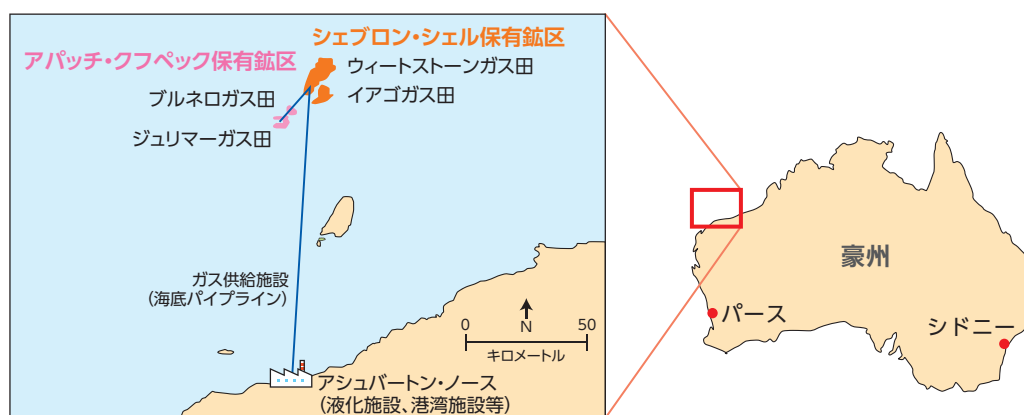 シェブロン・シェル保有鉱区
アパッチ・クフペック保有鉱区
ウィートストーンガス田
イアゴガス田
ブルネロガス田
ジュリマーガス田
ガス供給施設
(海底パイプライン)
0
N
50
キロメートル
アシュバートン・ノース
(液化施設、港湾施設等)
豪州
パース
シドニー